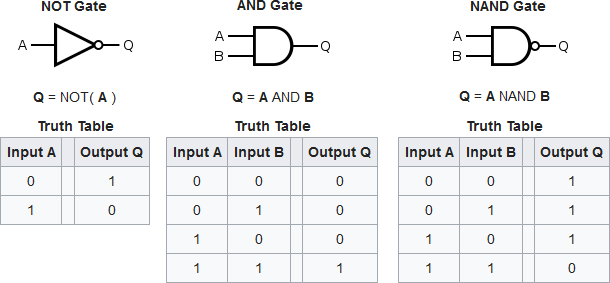 NOT Gate
A Q
Q = NOT( A )
Truth Table
Input A Output Q
0 1
1 0
AND Gate
A
B
Q
Q = A AND B
Truth Table
Input A Input B Output Q
0 0 0
0 1 0
1 0 0
1 1 1
NAND Gate
A
B
Q
Q = A NAND B
Truth Table
Input A Input B Output Q
0 0 1
0 1 1
1 0 1
1 1 0